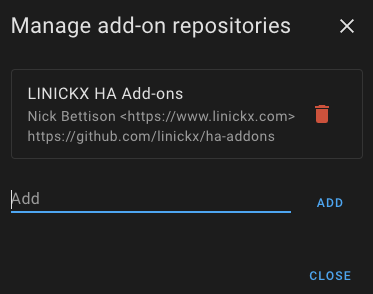 Manage add-on repositories
LINICKX HA Add-ons
Nick Bettison <https://www.linickx.com>
https://github.com/linickx/ha-addons
Add
ADD
CLOSE